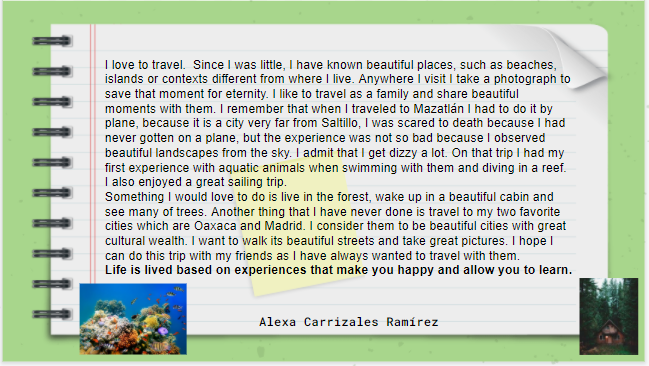 I love to travel.  Since I was little, I have known beautiful places, such as beaches,
islands or contexts different from where I live. Anywhere I visit I take a photograph to
save that moment for eternity. I like to travel as a family and share beautiful
moments with them. I remember that when I traveled to Mazatlán I had to do it by
plane, because it is a city very far from Saltillo, I was scared to death because I had
never gotten on a plane, but the experience was not so bad because I observed
beautiful landscapes from the sky. I admit that I get dizzy a lot. On that trip I had my
first experience with aquatic animals when swimming with them and diving in a reef.
I also enjoyed a great sailing trip.
Something I would love to do is live in the forest, wake up in a beautiful cabin and
see many of trees. Another thing that I have never done is travel to my two favorite
cities which are Oaxaca and Madrid. I consider them to be beautiful cities with great
cultural wealth. I want to walk its beautiful streets and take great pictures. I hope I
can do this trip with my friends as I have always wanted to travel with them.
Life is lived based on experiences that make you happy and allow you to learn.
Alexa Carrizales Ramírez